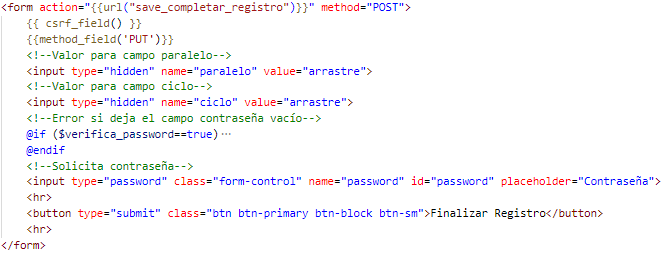 <form action="{{url("save_completar_registro")}}" method="POST">
{{ csrf_field() }}
{{method_field('PUT')}}
<!--Valor para campo paralelo-->
<input type="hidden" name="paralelo" value="arrastre">
<!--Valor para campo ciclo-->
<input type="hidden" name="ciclo" value="arrastre">
<!--Error si deja el campo contraseña vacío-->
@if ($verifica_password==true)…
@endif
<!--Solicita contraseña-->
<input type="password" class="form-control" name="password" id="password" placeholder="Contraseña">
<hr>
<button type="submit" class="btn btn-primary btn-block btn-sm">Finalizar Registro</button>
<hr>
</form>